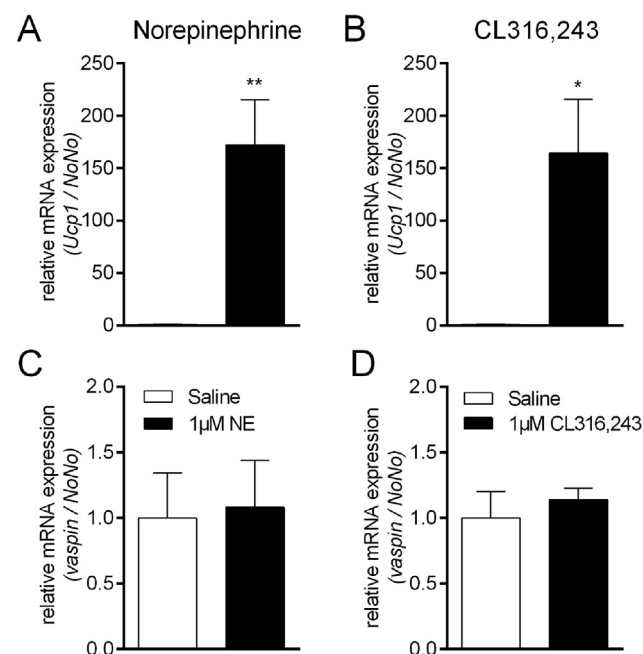 A
Norepinephrine
relative mRNA expression
(Ucp1 / NoNo)
250
200
150
100
50
0
**
B
CL316,243
relative mRNA expression
(Ucp1 / NoNo)
250
200
150
100
50
0
*
C
relative mRNA expression
(vaspin / NoNo)
2.0
1.5
1.0
0.5
0.0
Saline
1µM NE
D
relative mRNA expression
(vaspin / NoNo)
2.0
1.5
1.0
0.5
0.0
Saline
1µM CL316,243